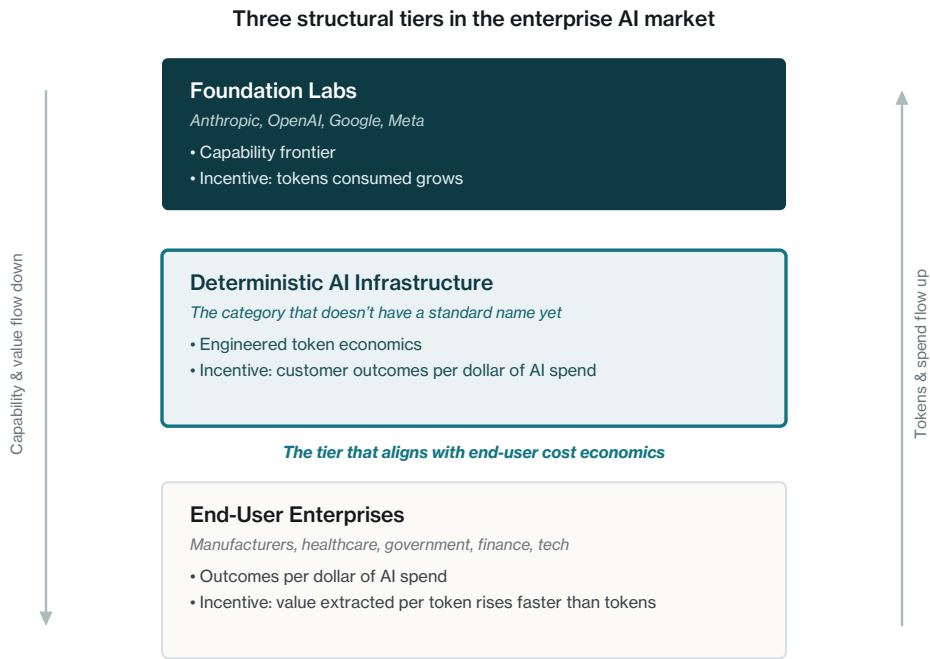 Three structural tiers in the enterprise AI market
Foundation Labs
Anthropic, OpenAI, Google, Meta
• Capability frontier
• Incentive: tokens consumed grows
Deterministic AI Infrastructure
The category that doesn’t have a standard name yet
• Engineered token economics
• Incentive: customer outcomes per dollar of AI spend
The tier that aligns with end-user cost economics
End-User Enterprises
Manufacturers, healthcare, government, finance, tech
• Outcomes per dollar of AI spend
• Incentive: value extracted per token rises faster than tokens
Capability & value flow down
Tokens & spend flow up